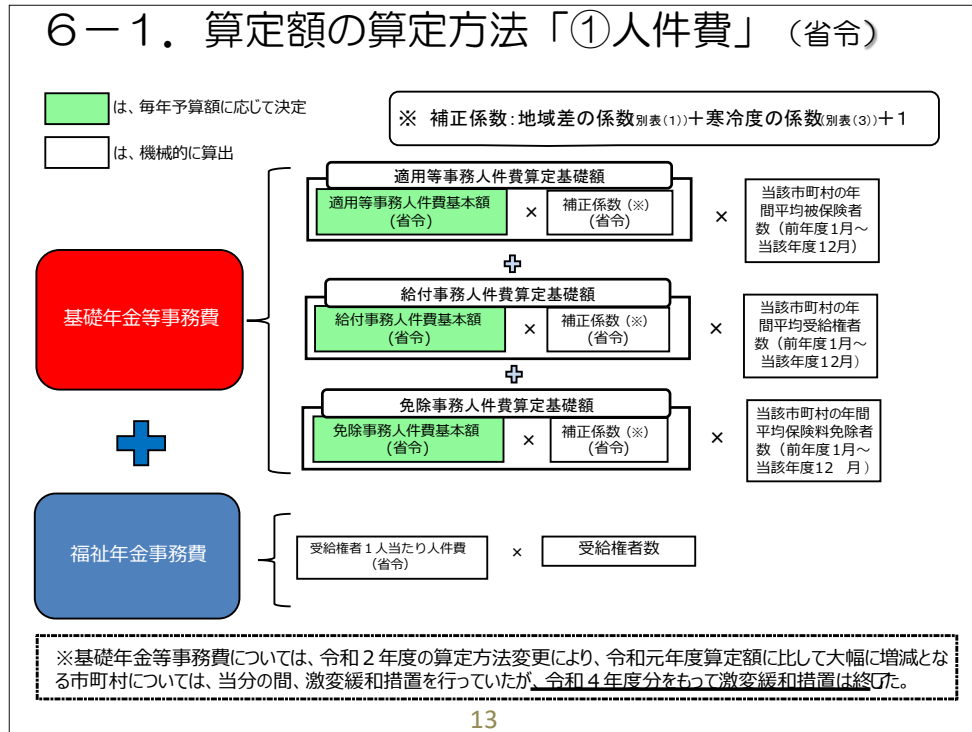 ６－１．算定額の算定方法「①人件費」（省令）
は、毎年予算額に応じて決定
※ 補正係数：地域差の係数(別表(1))＋寒冷度の係数(別表(3))＋１
は、機械的に算出
適用等事務人件費算定基礎額
適用等事務人件費基本額
(省令)
×
補正係数（※）
(省令)
×
当該市町村の年
間平均被保険者
数（前年度1月～
当該年度12月）
基礎年金等事務費
給付事務人件費算定基礎額
給付事務人件費基本額
(省令)
×
補正係数（※）
(省令)
×
当該市町村の年
間平均受給権者
数（前年度1月～
当該年度12月）
免除事務人件費算定基礎額
免除事務人件費基本額
(省令)
×
補正係数（※）
(省令)
×
当該市町村の年間
平均保険料免除者
数（前年度1月～
当該年度12　月）
福祉年金事務費
受給権者１人当たり人件費
（省令）
×
受給権者数
※基礎年金等事務費については、令和２年度の算定方法変更により、令和元年度算定額に比して大幅に増減とな
る市町村については、当分の間、激変緩和措置を行っていたが、令和４年度分をもって激変緩和措置は終了した。
13